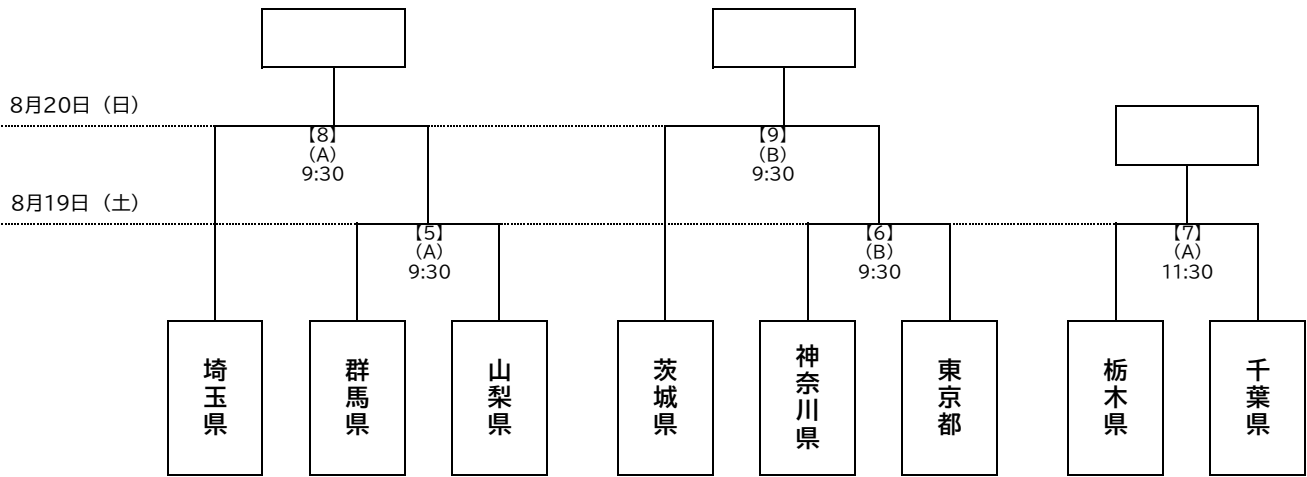 8月20日（日）
【8】
（A）
9:30
【9】
（B）
9:30
8月19日（土）
【5】
（A）
9:30
【6】
（B）
9:30
【7】
（A）
11:30
埼玉県
群馬県
山梨県
茨城県
神奈川県
東京都
栃木県
千葉県